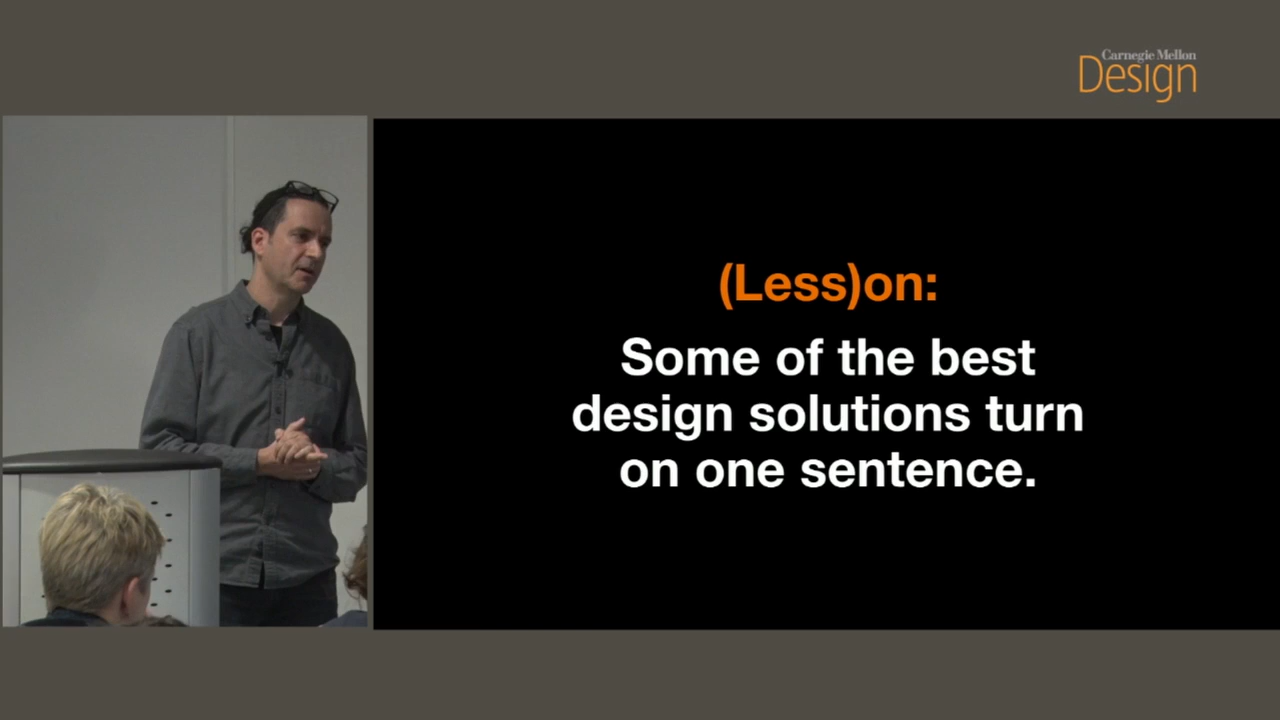 Carnegie Mellon
Design
(Less)on:
Some of the best
design solutions turn
on one sentence.